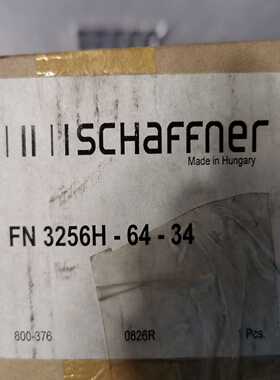 SCHAFFNER
Made in Hungary
FN 3256H - 64 - 34
800-376 0826R Pcs.